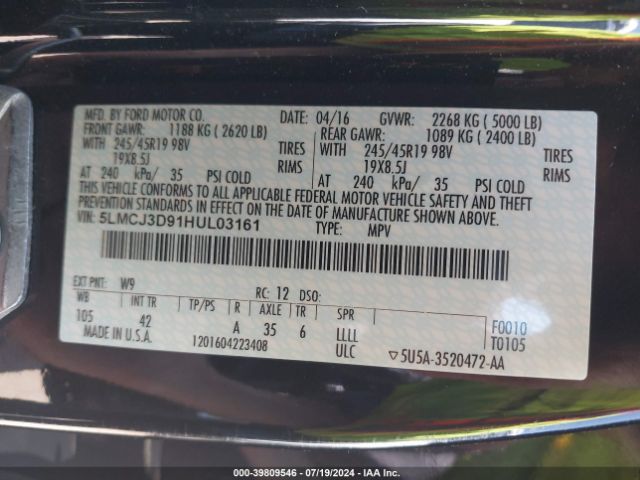 MFD. BY FORD MOTOR CO. DATE: 04/16 GVWR: 2268 KG ( 5000 LB)
FRONT GAWR: 1188 KG ( 2620 LB) REAR GAWR: 1089 KG ( 2400 LB)
WITH 245/45R19 98V TIRES WITH 245/45R19 98V TIRES
19X8.5J RIMS 19X8.5J RIMS
AT 240 kPa/ 35 PSI COLD AT 240 kPa/ 35 PSI COLD
THIS VEHICLE CONFORMS TO ALL APPLICABLE FEDERAL MOTOR VEHICLE SAFETY AND THEFT
PREVENTION STANDARDS IN EFFECT ON THE DATE OF MANUFACTURE SHOWN ABOVE.
VIN: 5LMCJ3D91HUL03161 TYPE: MPV
EXT PNT: W9 RC: 12 DSO:
WB INT TR TP/PS R AXLE TR SPR F0010
105 42 A 35 6 LLLL T0105
MADE IN U.S.A. 1201604223408 ULC ▽5U5A-3520472-AA
000-39809546 / 07/19/2024 - IAA Inc.